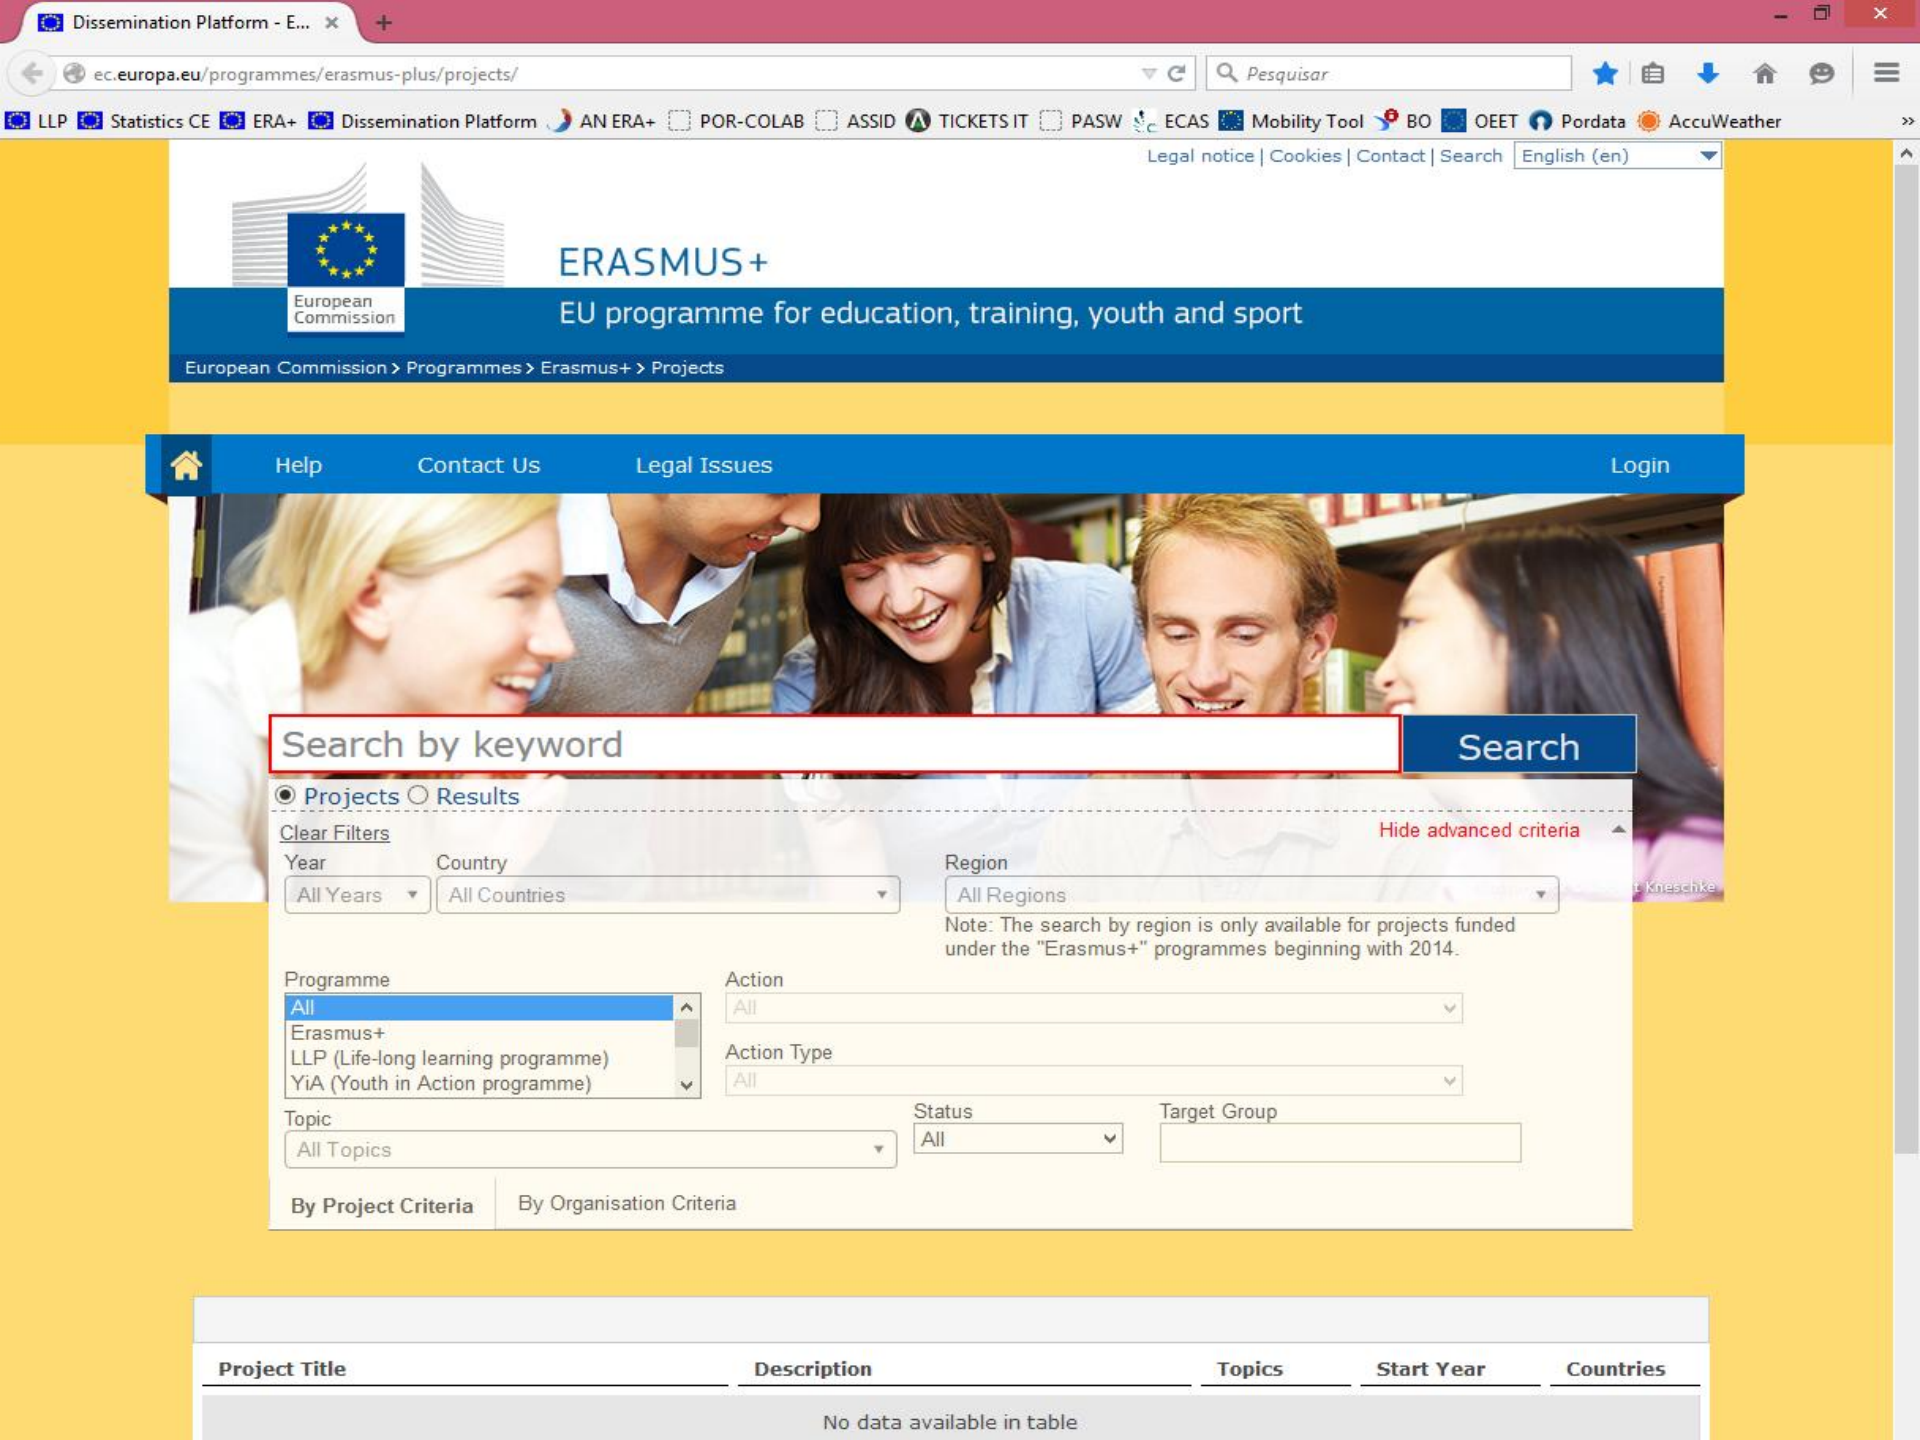 Dissemination Platform - E...
ec.europa.eu/programmes/erasmus-plus/projects/
Pesquisar
LLP Statistics CE ERA+ Dissemination Platform AN ERA+ POR-COLAB ASSID TICKETS IT PASW ECAS Mobility Tool BO OEET Pordata AccuWeather »
Legal notice | Cookies | Contact | Search English (en)
ERASMUS+
European
Commission
EU programme for education, training, youth and sport
European Commission > Programmes > Erasmus+ > Projects
Help Contact Us Legal Issues Login
Search by keyword Search
Projects Results
Clear Filters Hide advanced criteria
Year Country Region
All Years All Countries All Regions
t Kneschke
Note: The search by region is only available for projects funded
under the "Erasmus+" programmes beginning with 2014.
Programme Action
All All
Erasmus+
LLP (Life-long learning programme)
Action Type
YiA (Youth in Action programme) All
Topic Status Target Group
All Topics All
By Project Criteria By Organisation Criteria
Project Title Description Topics Start Year Countries
No data available in table